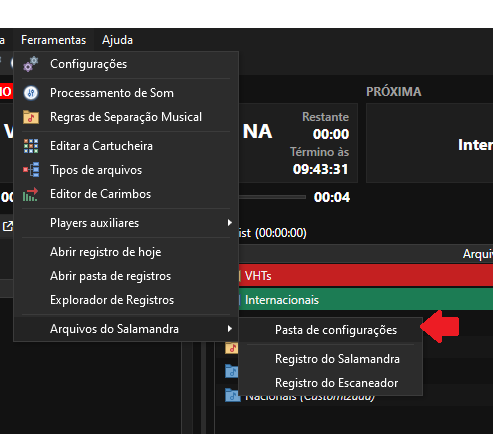 a Ferramentas Ajuda
Configurações
Processamento de Som
Regras de Separação Musical
Editar a Cartucheira
Tipos de arquivos
Editor de Carimbos
Players auxiliares
Abrir registro de hoje
Abrir pasta de registros
Explorador de Registros
Arquivos do Salamandra
Pasta de configurações
Registro do Salamandra
Registro do Escaneador
NA
Restante
00:00
Término às
09:43:31
00:04
PRÓXIMA
Inter
ist (00:00:00)
Arqui
VHTs
Internacionais
Nacionais (Customizado)